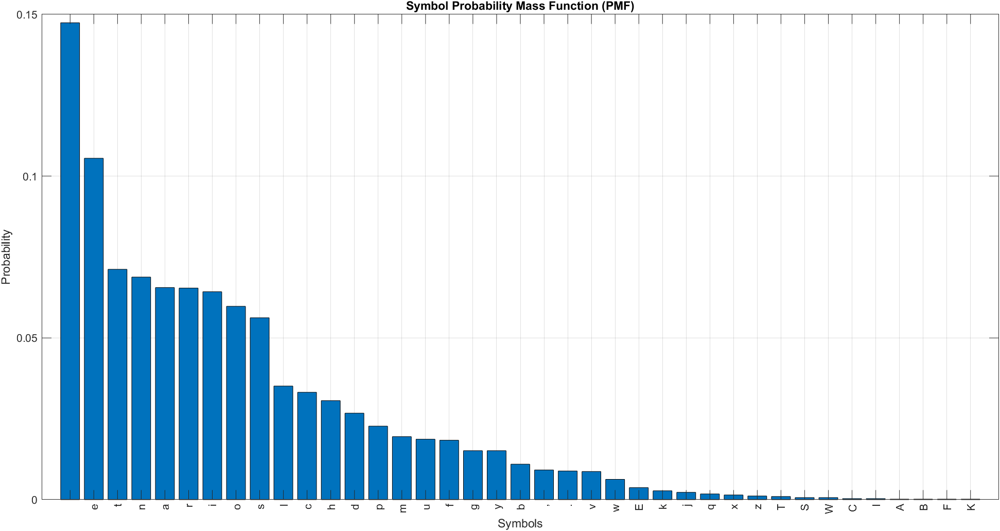 Symbol Probability Mass Function (PMF)
0.15
0.1
0.05
0
Probability
e t n a r i o s l c h d p m u f g y b , . v w E k j q x z T S W C I A B F K
Symbols